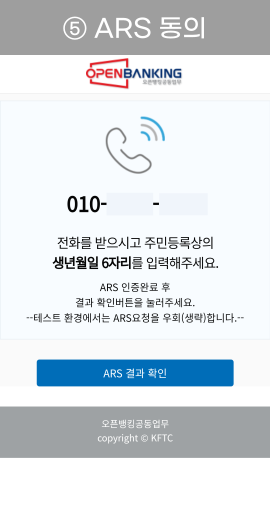 ⑤ ARS 동의
OPENBANKING
오픈뱅킹공동업무
010- -
전화를 받으시고 주민등록상의
생년월일 6자리를 입력해주세요.
ARS 인증완료 후
결과 확인버튼을 눌러주세요.
--테스트 환경에서는 ARS요청을 우회(생략)합니다.--
ARS 결과 확인
오픈뱅킹공동업무
copyright © KFTC